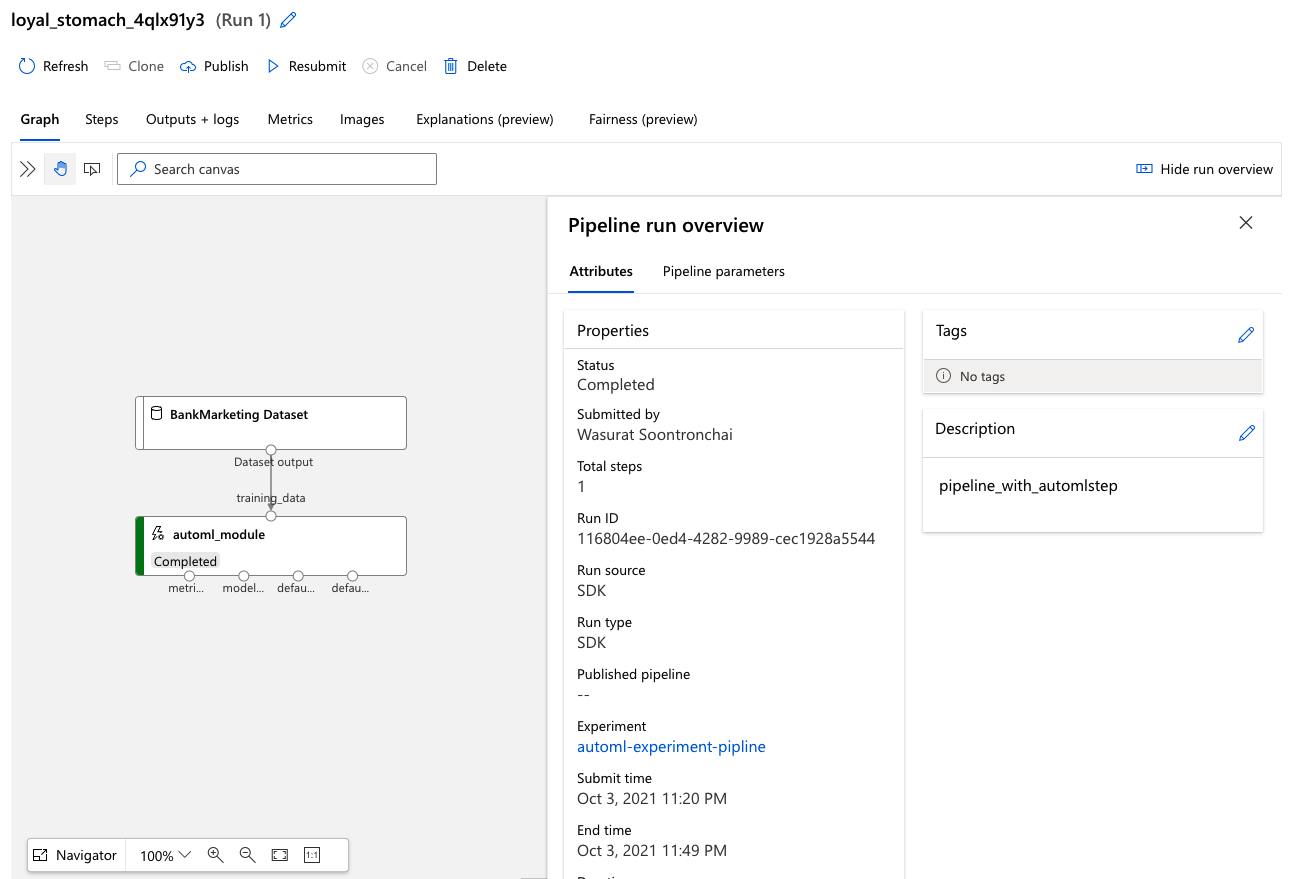 loyal_stomach_4qlx91y3 (Run 1)
Refresh Clone Publish Resubmit Cancel Delete
Graph Steps Outputs + logs Metrics Images Explanations (preview) Fairness (preview)
Search canvas
Hide run overview
BankMarketing Dataset
Dataset output
training_data
automl_module
Completed
metri... model... defau... defau...
Navigator 100% 1:1
Pipeline run overview
Attributes Pipeline parameters
Properties
Status
Completed
Submitted by
Wasurat Soontronchai
Total steps
1
Run ID
116804ee-0ed4-4282-9989-cec1928a5544
Run source
SDK
Run type
SDK
Published pipeline
--
Experiment
automl-experiment-pipline
Submit time
Oct 3, 2021 11:20 PM
End time
Oct 3, 2021 11:49 PM
Tags
No tags
Description
pipeline_with_automlstep